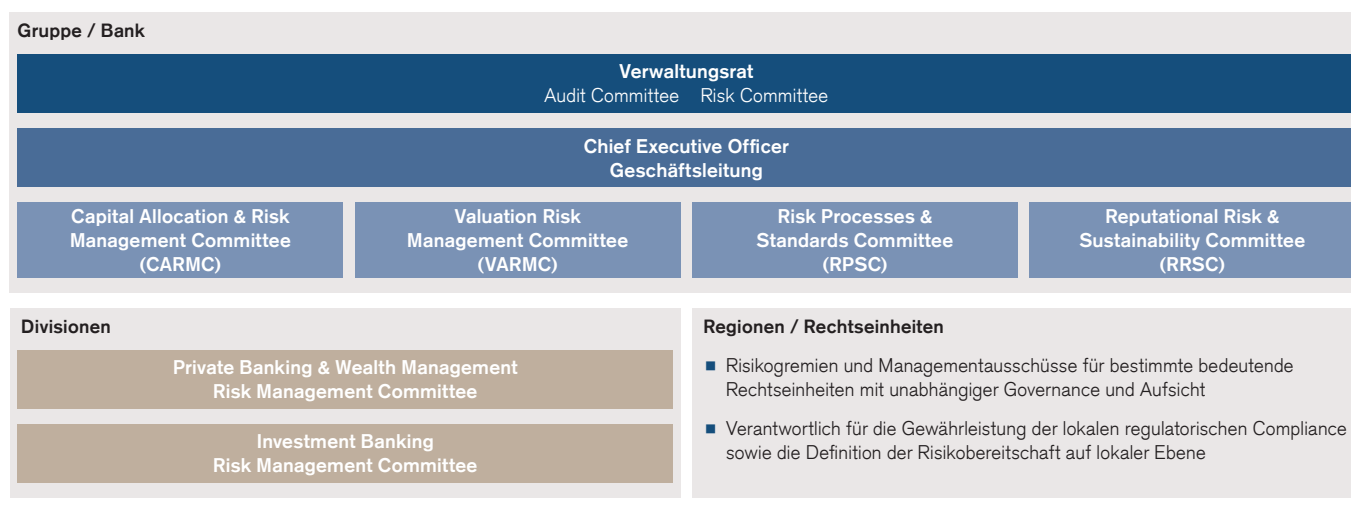 Gruppe / Bank
Verwaltungsrat
Audit Committee Risk Committee
Chief Executive Officer
Geschäftsleitung
Capital Allocation & Risk
Management Committee
(CARMC)
Valuation Risk
Management Committee
(VARMC)
Risk Processes &
Standards Committee
(RPSC)
Reputational Risk &
Sustainability Committee
(RRSC)
Divisionen
Private Banking & Wealth Management
Risk Management Committee
Investment Banking
Risk Management Committee
Regionen / Rechtseinheiten
■ Risikogremien und Managementausschüsse für bestimmte bedeutende
Rechtseinheiten mit unabhängiger Governance und Aufsicht
■ Verantwortlich für die Gewährleistung der lokalen regulatorischen Compliance
sowie die Definition der Risikobereitschaft auf lokaler Ebene